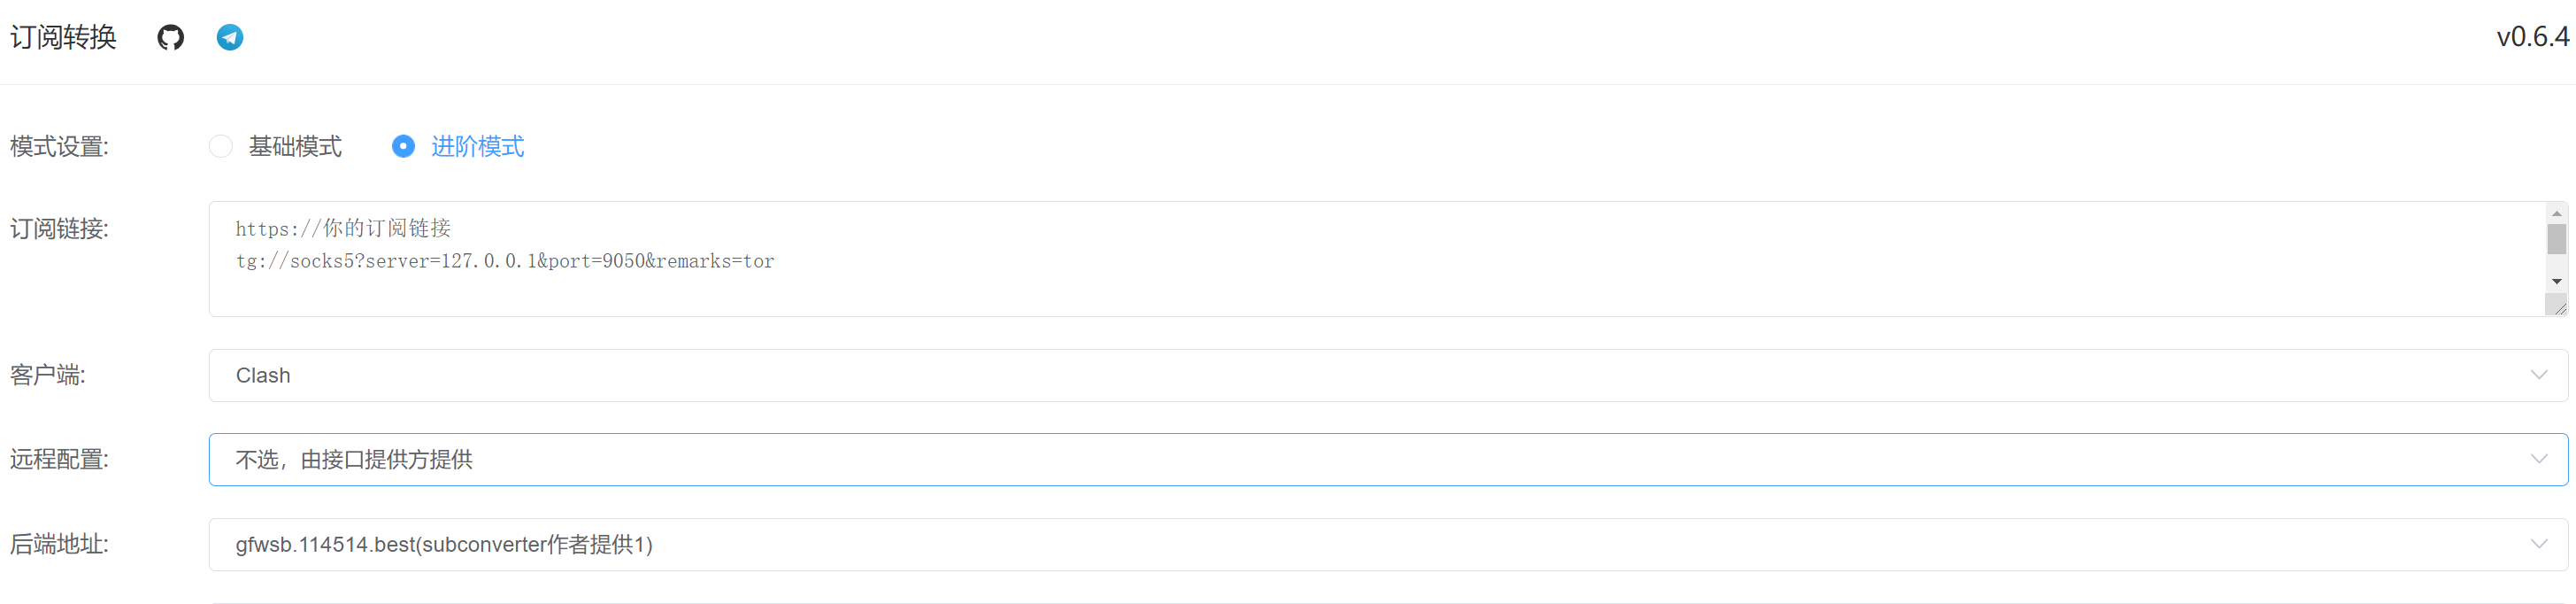 订阅转换 v0.6.4
模式设置: 基础模式 进阶模式
订阅链接: https://你的订阅链接
tg://socks5?server=127.0.0.1&port=9050&remarks=tor
客户端: Clash
远程配置: 不选，由接口提供方提供
后端地址: gfwsb.114514.best(subconverter作者提供1)